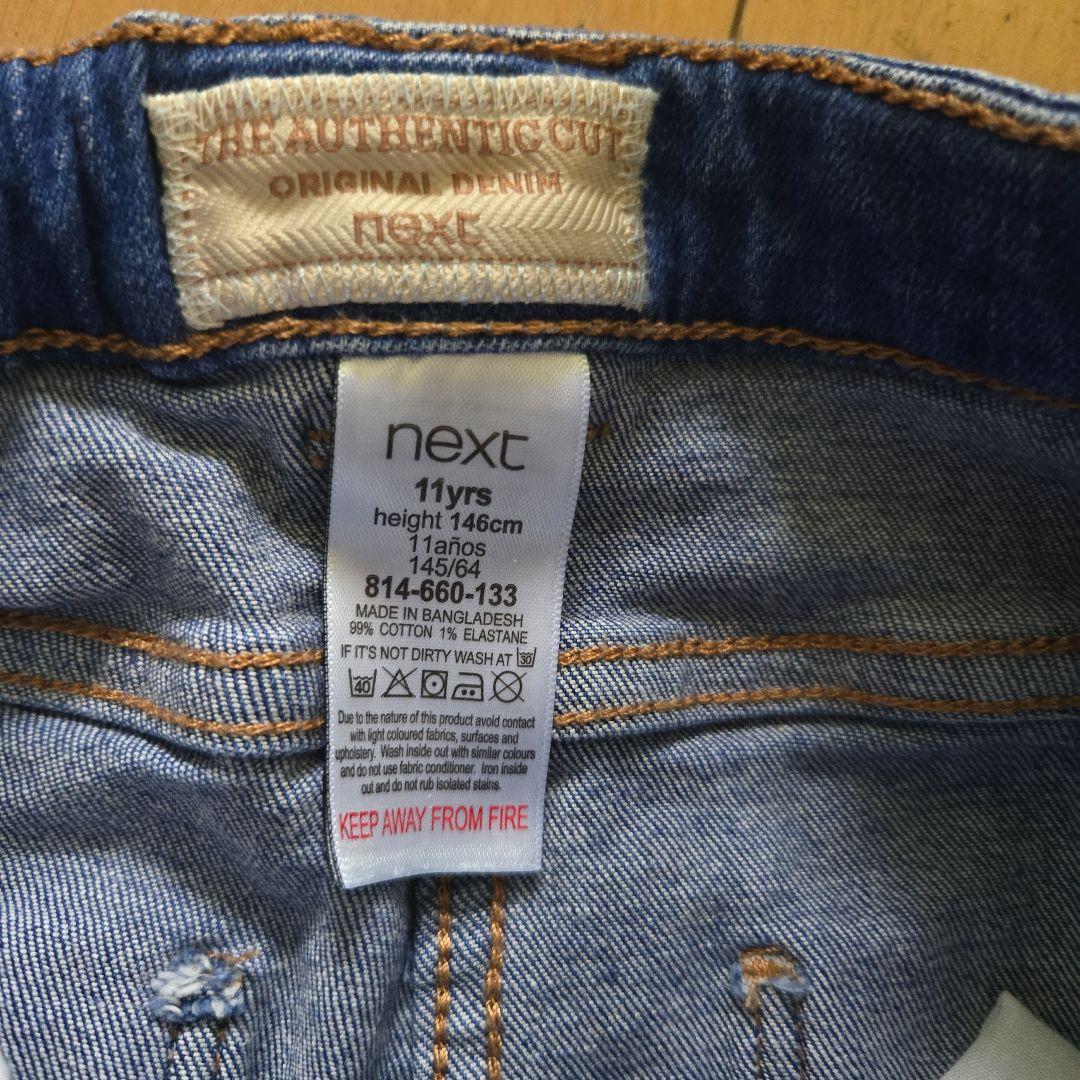 THE AUTHENTIC CUT
ORIGINAL DENIM
next
next
11yrs
height 146cm
11años
145/64
814-660-133
MADE IN BANGLADESH
99% COTTON 1% ELASTANE
IF IT'S NOT DIRTY WASH AT 30
40
Due to the nature of this product avoid contact
with light coloured fabrics, surfaces and
upholstery. Wash inside out with similar colours
and do not use fabric conditioner. Iron inside
out and do not rub isolated stains.
KEEP AWAY FROM FIRE